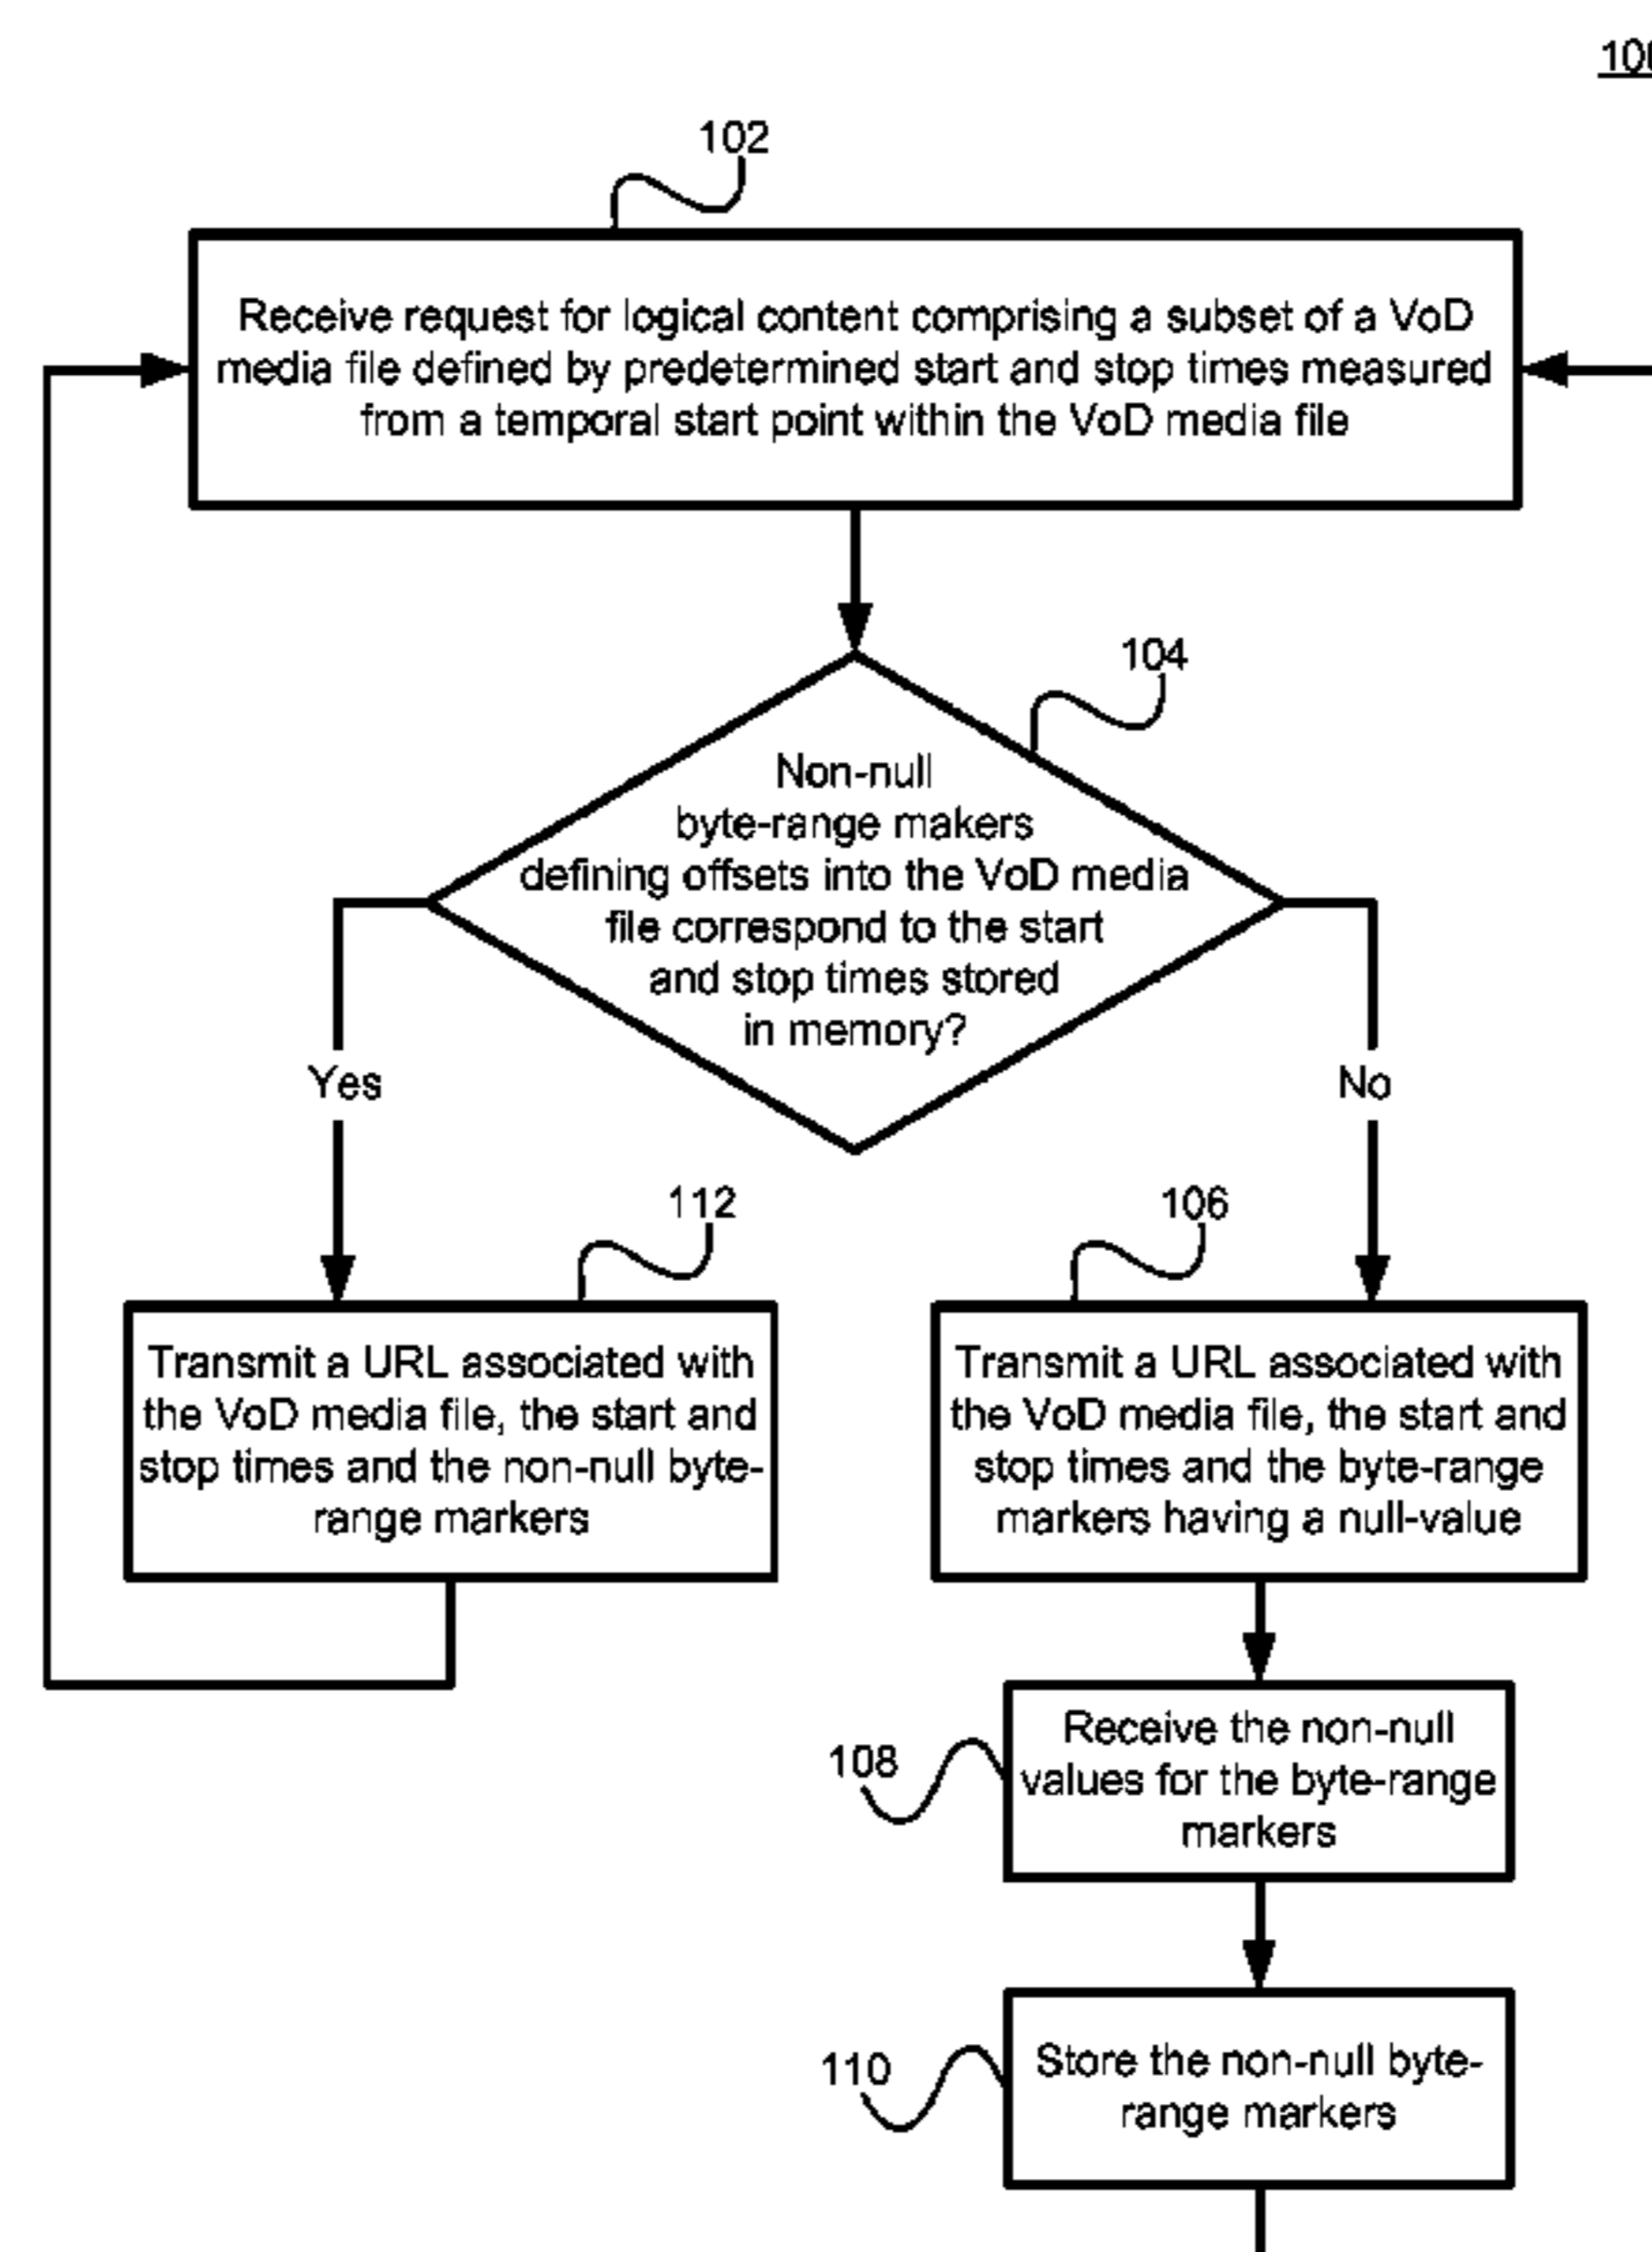 102
Receive request for logical content comprising a subset of a VoD
media file defined by predetermined start and stop times measured
from a temporal start point within the VoD media file
104
Non-null
byte-range makers
defining offsets into the VoD media
file correspond to the start
and stop times stored
in memory?
Yes
No
112
106
Transmit a URL associated with
the VoD media file, the start and
stop times and the non-null byte-
range markers
Transmit a URL associated with
the VoD media file, the start and
stop times and the byte-range
markers having a null-value
108
Receive the non-null
values for the byte-range
markers
110
Store the non-null byte-
range markers